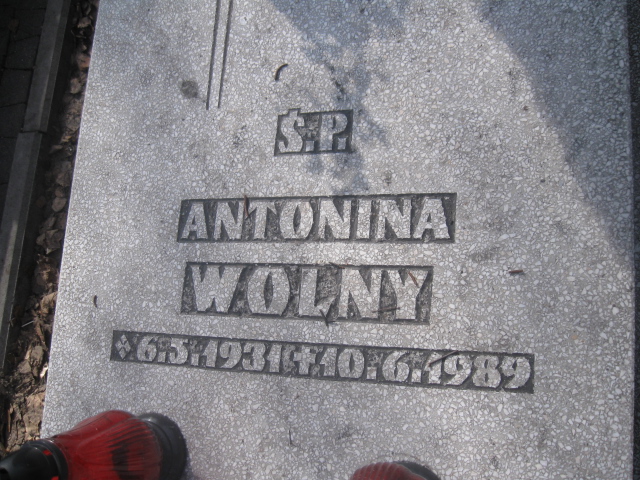 Ś.P.
ANTONINA
WOLNY
6.5.1931 + 10.6.1989